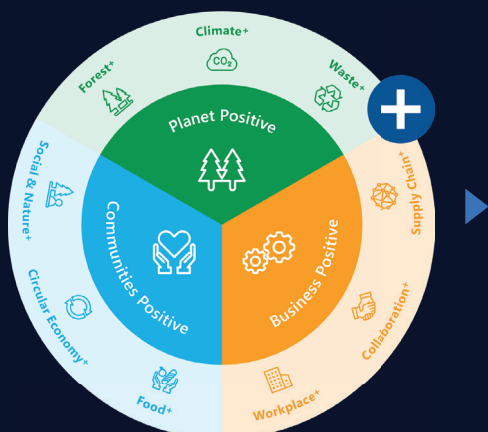 Climate+
Forest+
Waste+
CO₂
Planet Positive
Social & Nature+
Supply Chain+
Communities Positive
Business Positive
Circular Economy+
Collaboration+
Food+
Workplace+